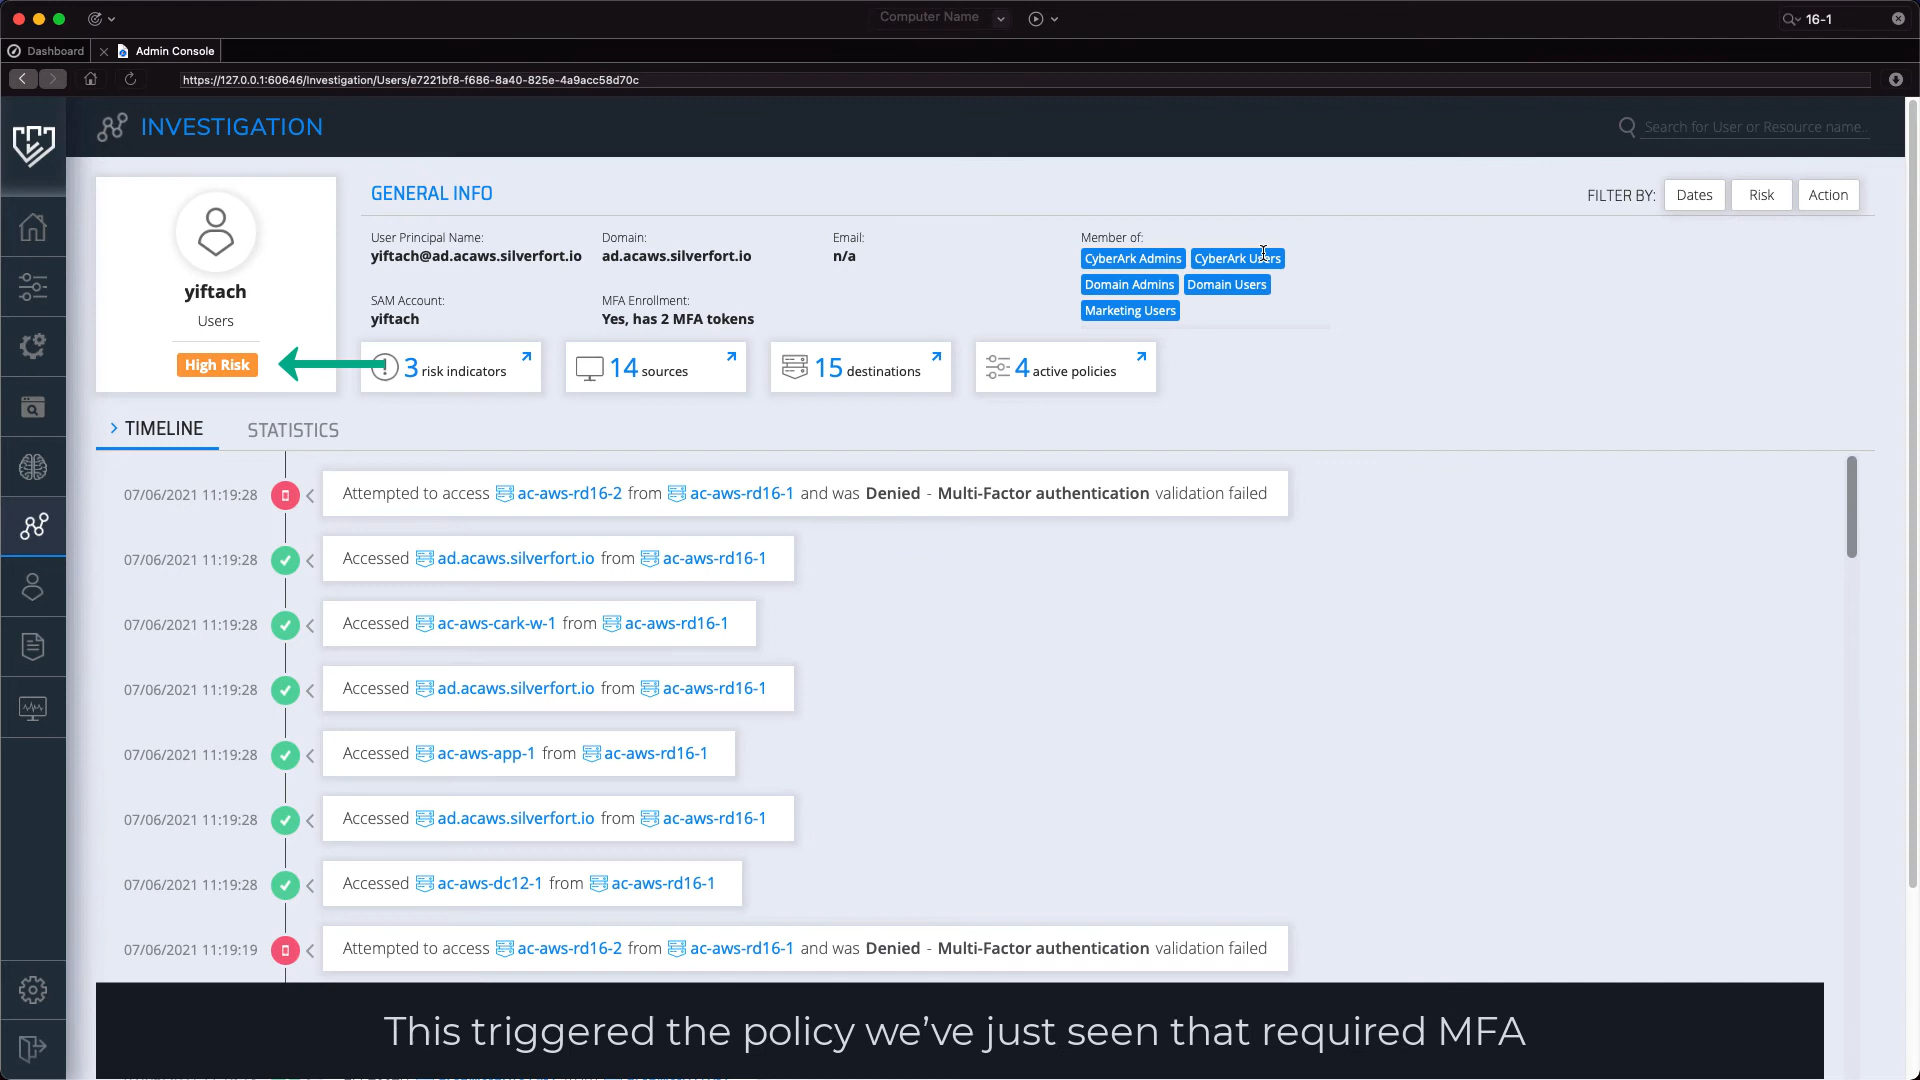 Computer Name
16-1
Dashboard
Admin Console
https://127.0.0.1:60646/Investigation/Users/e7221bf8-f686-8a40-825e-4a9acc58d70c
INVESTIGATION
Search for User or Resource name..
yiftach
Users
High Risk
GENERAL INFO
FILTER BY: Dates Risk Action
User Principal Name:
yiftach@ad.acaws.silverfort.io
Domain:
ad.acaws.silverfort.io
Email:
n/a
Member of:
CyberArk Admins CyberArk Users
Domain Admins Domain Users
Marketing Users
SAM Account:
yiftach
MFA Enrollment:
Yes, has 2 MFA tokens
3 risk indicators
14 sources
15 destinations
4 active policies
TIMELINE STATISTICS
07/06/2021 11:19:28 Attempted to access ac-aws-rd16-2 from ac-aws-rd16-1 and was Denied - Multi-Factor authentication validation failed
07/06/2021 11:19:28 Accessed ad.acaws.silverfort.io from ac-aws-rd16-1
07/06/2021 11:19:28 Accessed ac-aws-cark-w-1 from ac-aws-rd16-1
07/06/2021 11:19:28 Accessed ad.acaws.silverfort.io from ac-aws-rd16-1
07/06/2021 11:19:28 Accessed ac-aws-app-1 from ac-aws-rd16-1
07/06/2021 11:19:28 Accessed ad.acaws.silverfort.io from ac-aws-rd16-1
07/06/2021 11:19:28 Accessed ac-aws-dc12-1 from ac-aws-rd16-1
07/06/2021 11:19:19 Attempted to access ac-aws-rd16-2 from ac-aws-rd16-1 and was Denied - Multi-Factor authentication validation failed
This triggered the policy we've just seen that required MFA